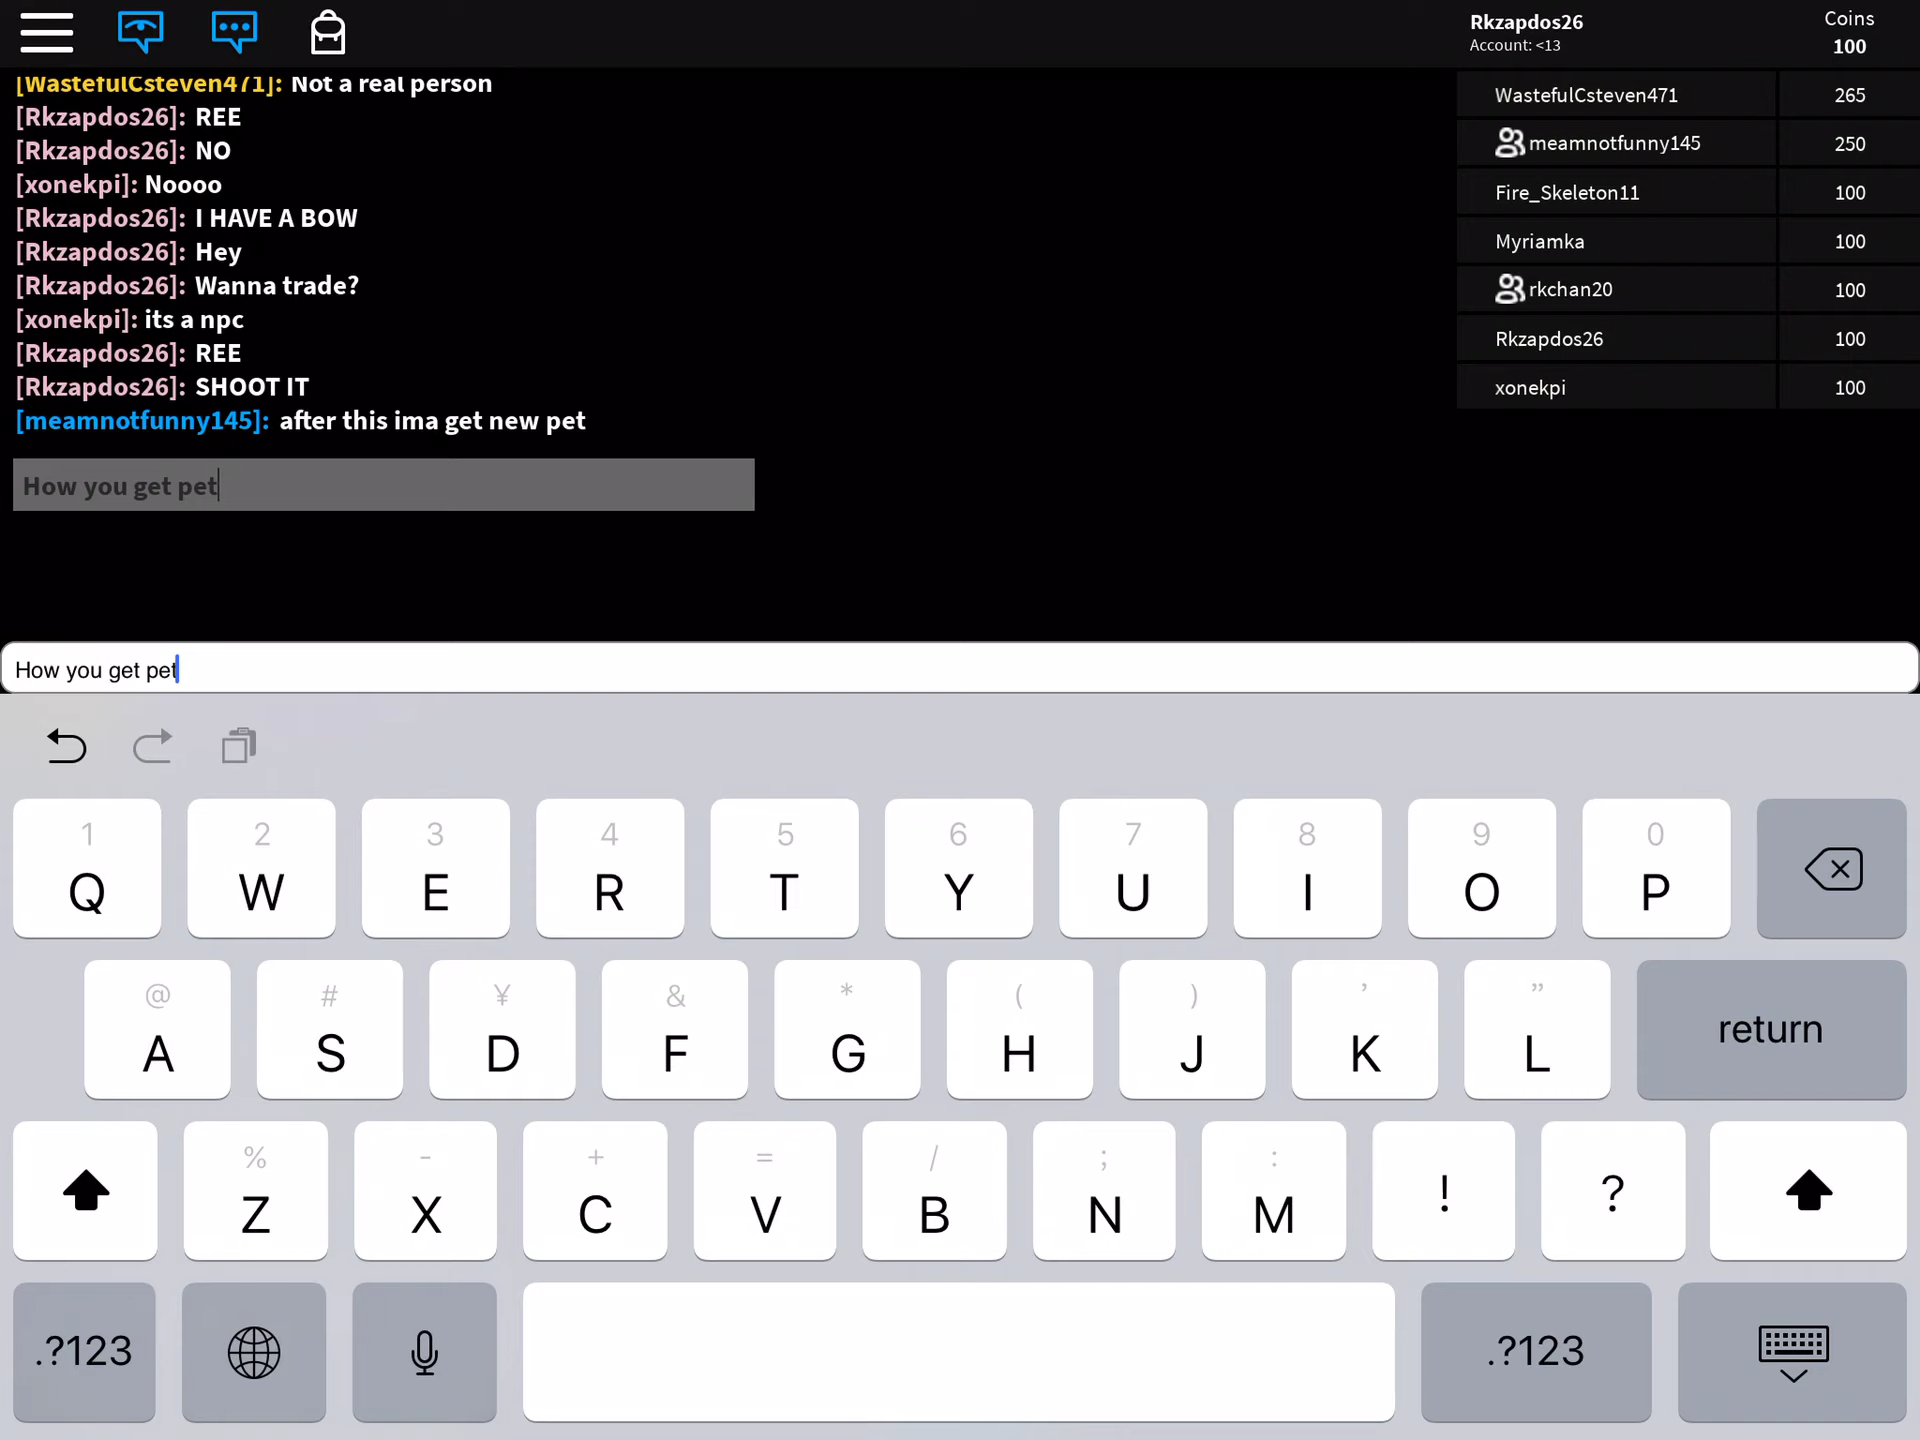 Rkzapdos26
Account: <13
Coins
100
[WastefulCsteven471]: Not a real person
[Rkzapdos26]: REE
[Rkzapdos26]: NO
[xonekpi]: Noooo
[Rkzapdos26]: I HAVE A BOW
[Rkzapdos26]: Hey
[Rkzapdos26]: Wanna trade?
[xonekpi]: its a npc
[Rkzapdos26]: REE
[Rkzapdos26]: SHOOT IT
[meamnotfunny145]: after this ima get new pet
How you get pet
WastefulCsteven471 265
meamnotfunny145 250
Fire_Skeleton11 100
Myriamka 100
rkchan20 100
Rkzapdos26 100
xonekpi 100
How you get pet
1 2 3 4 5 6 7 8 9 0
Q W E R T Y U I O P
@ # ¥ & * ( ) ’ ”
A S D F G H J K L return
% - + = / ; :
Z X C V B N M ! ?
.?123 .?123